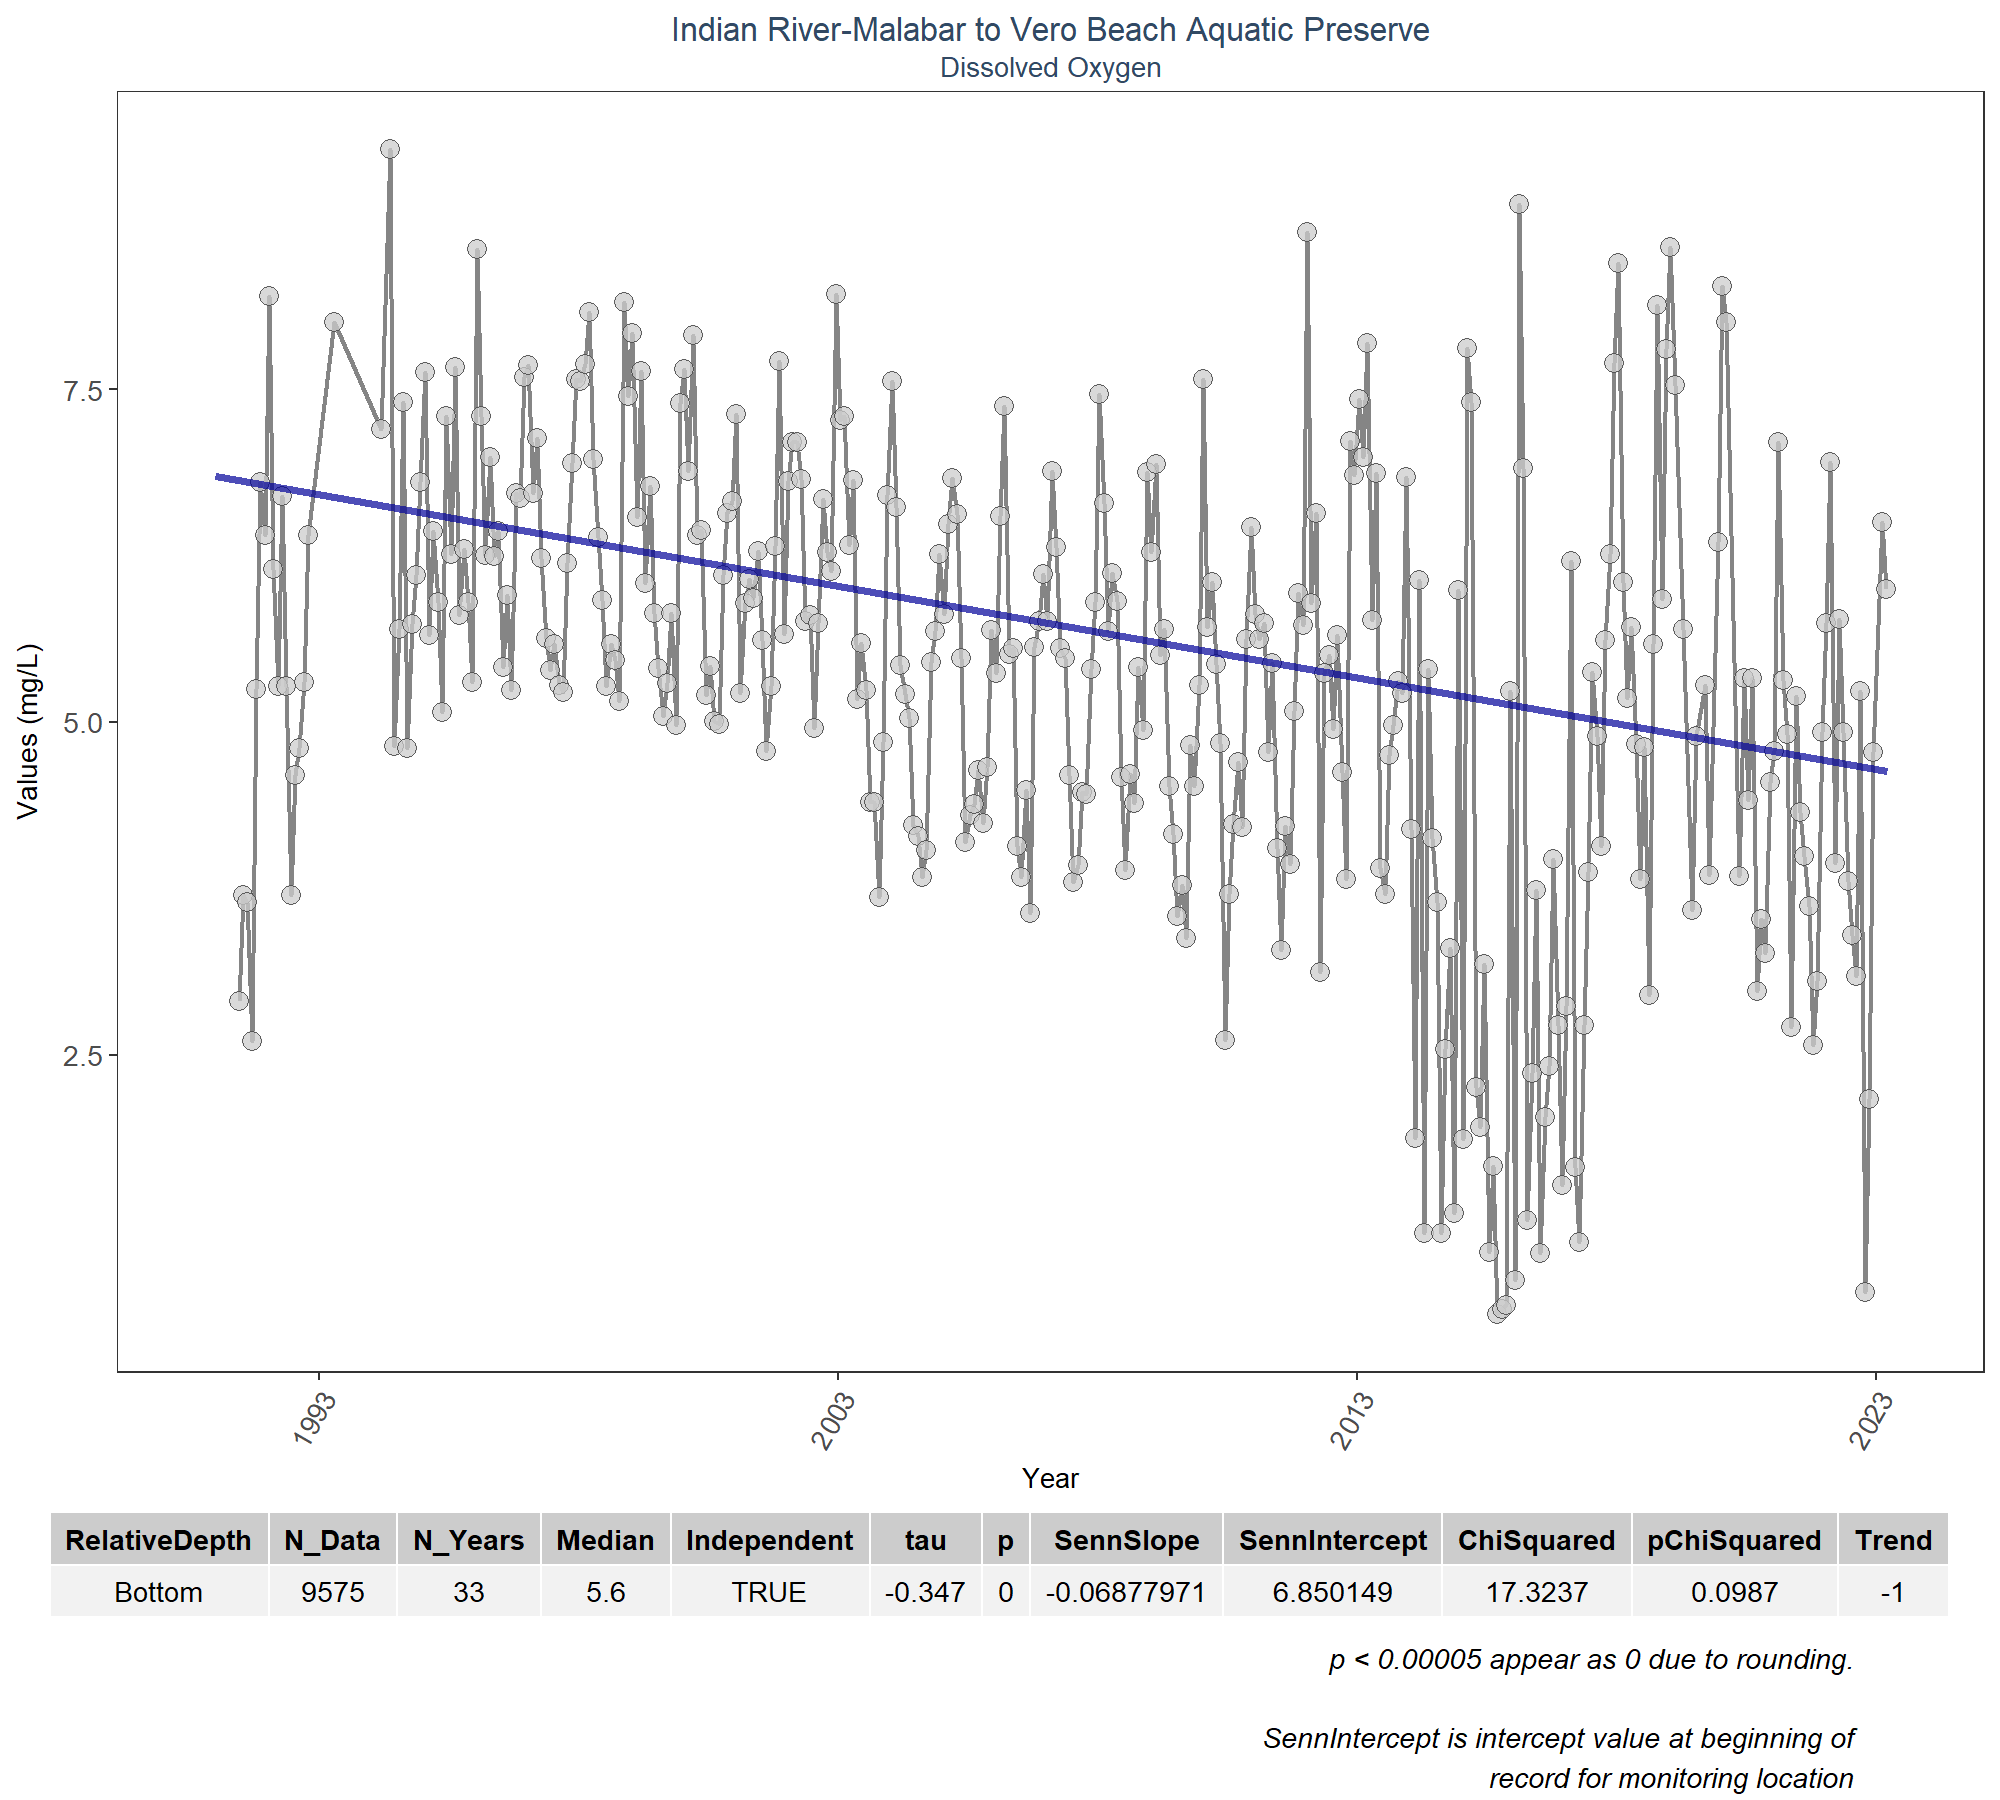 Indian River-Malabar to Vero Beach Aquatic Preserve
Dissolved Oxygen
Values (mg/L)
7.5
5.0
2.5
1993 2003 2013 2023
Year
RelativeDepth N_Data N_Years Median Independent tau p SennSlope SennIntercept ChiSquared pChiSquared Trend
Bottom 9575 33 5.6 TRUE -0.347 0 -0.06877971 6.850149 17.3237 0.0987 -1
p < 0.00005 appear as 0 due to rounding.
SennIntercept is intercept value at beginning of
record for monitoring location